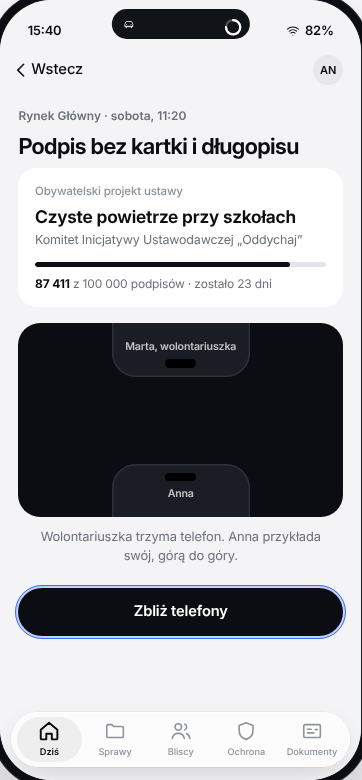 15:40
82%
Wstecz
AN
Rynek Główny · sobota, 11:20
Podpis bez kartki i długopisu
Obywatelski projekt ustawy
Czyste powietrze przy szkołach
Komitet Inicjatywy Ustawodawczej „Oddychaj”
87 411 z 100 000 podpisów · zostało 23 dni
Marta, wolontariuszka
Anna
Wolontariuszka trzyma telefon. Anna przykłada
swój, górą do góry.
Zbliż telefony
Dziś
Sprawy
Bliscy
Ochrona
Dokumenty